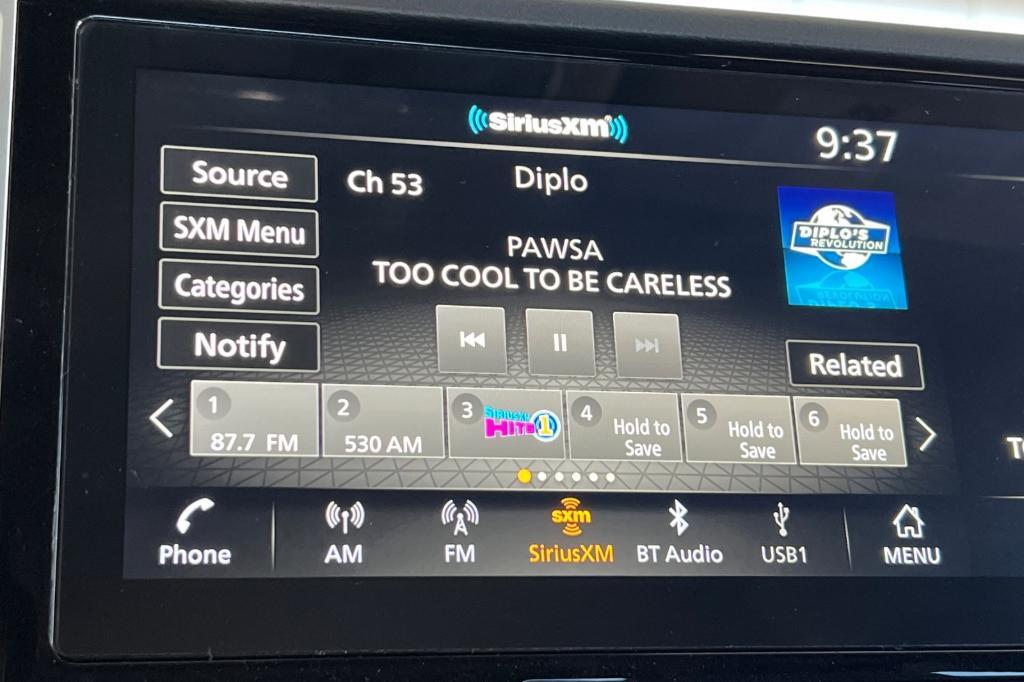 SiriusXM
9:37
Source
Ch 53
Diplo
SXM Menu
DIPLO'S
REVOLUTION
PAWSA
TOO COOL TO BE CARELESS
Categories
Notify
Related
1
87.7 FM
2
530 AM
3
SiriusXM
HITS 1
4
Hold to
Save
5
Hold to
Save
6
Hold to
Save
Phone
AM
FM
sxm
SiriusXM
BT Audio
USB1
MENU